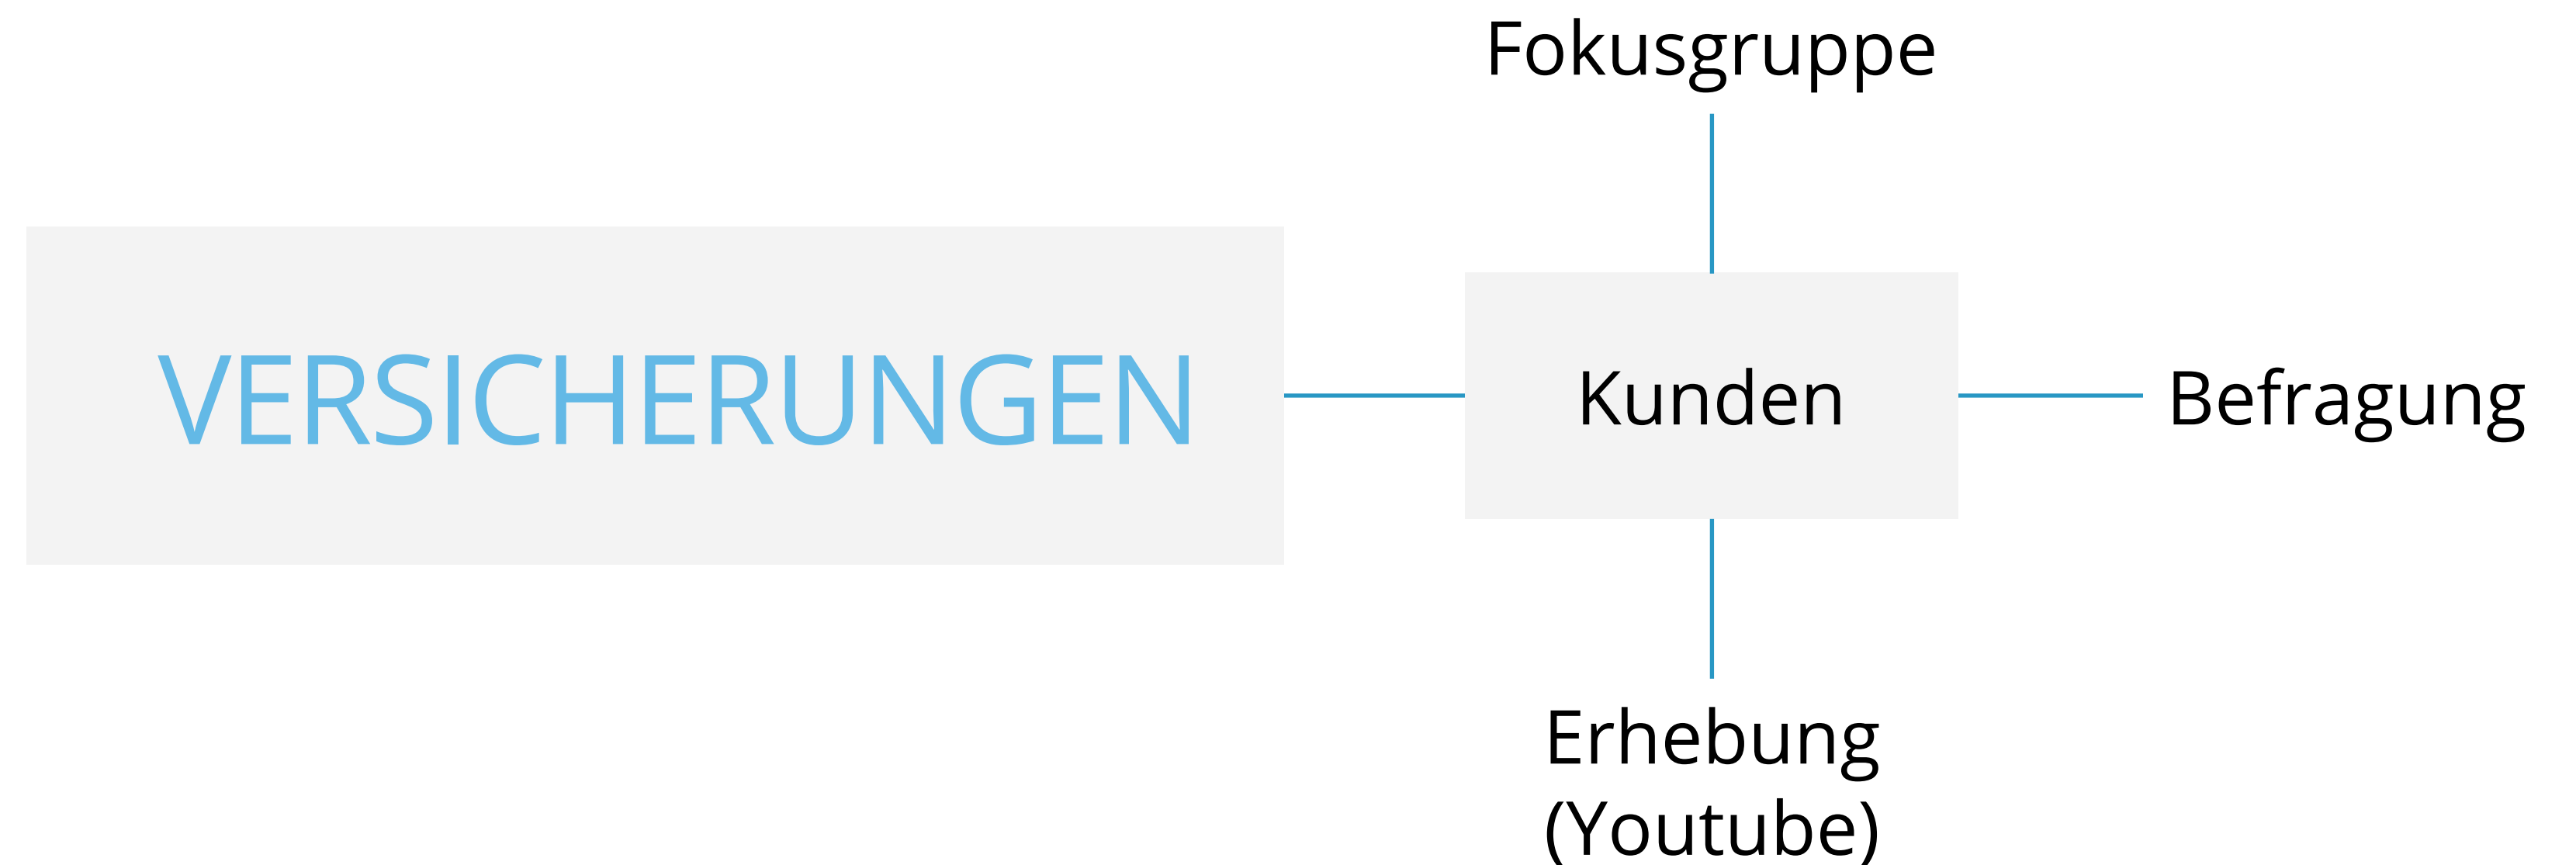 Fokusgruppe
VERSICHERUNGEN
Kunden
Befragung
Erhebung
(Youtube)